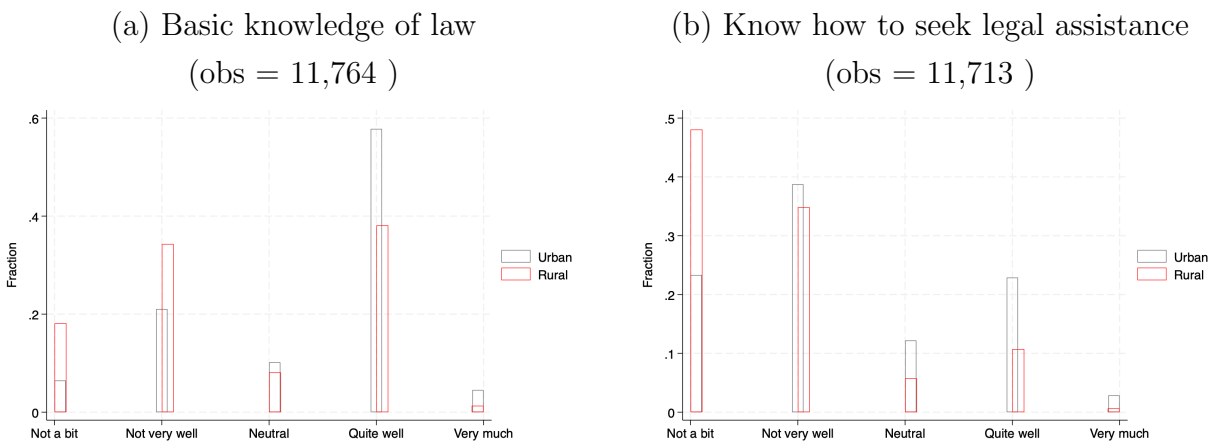 (a) Basic knowledge of law
(obs = 11,764 )
.6
.4
.2
0
Fraction
Not a bit
Not very well
Neutral
Quite well
Very much
Urban
Rural
(b) Know how to seek legal assistance
(obs = 11,713 )
.5
.4
.3
.2
.1
0
Fraction
Not a bit
Not very well
Neutral
Quite well
Very much
Urban
Rural